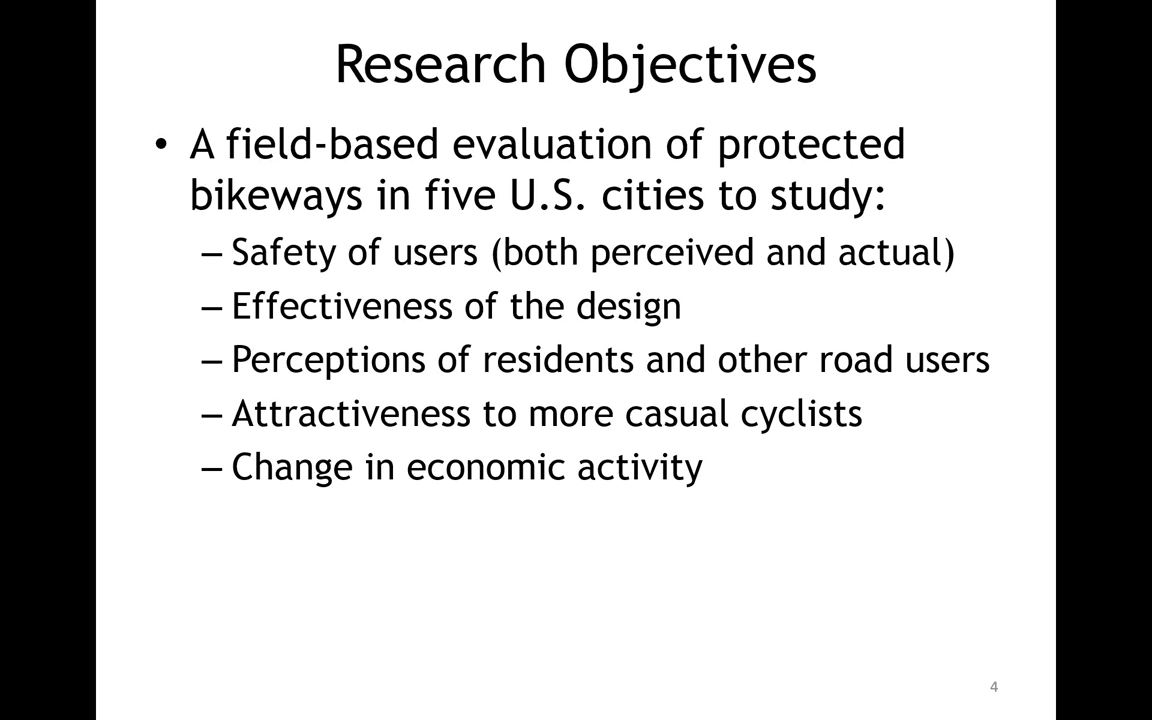 Research Objectives
• A field-based evaluation of protected
bikeways in five U.S. cities to study:
– Safety of users (both perceived and actual)
– Effectiveness of the design
– Perceptions of residents and other road users
– Attractiveness to more casual cyclists
– Change in economic activity
4